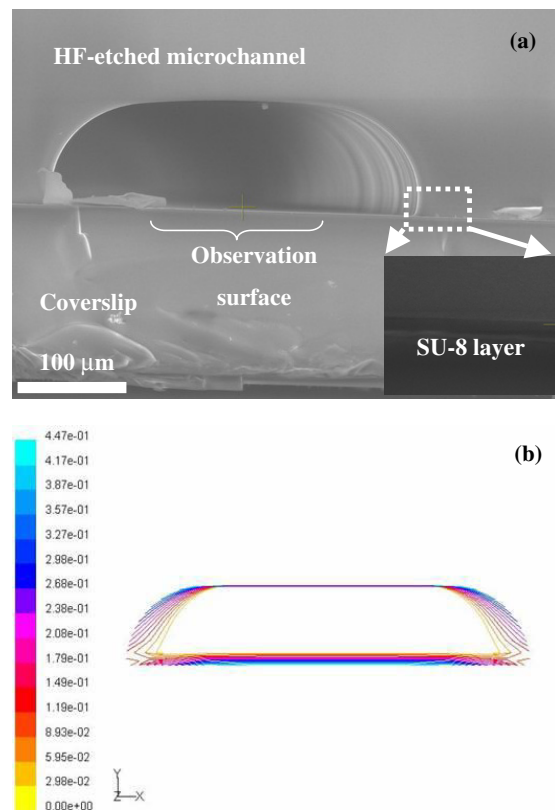 (a)
HF-etched microchannel
Observation
surface
Coverslip
100 μm
SU-8 layer
(b)
4.47e-01
4.17e-01
3.87e-01
3.57e-01
3.27e-01
2.98e-01
2.68e-01
2.38e-01
2.08e-01
1.79e-01
1.49e-01
1.19e-01
8.93e-02
5.95e-02
2.98e-02
0.00e+00
Y
Z X